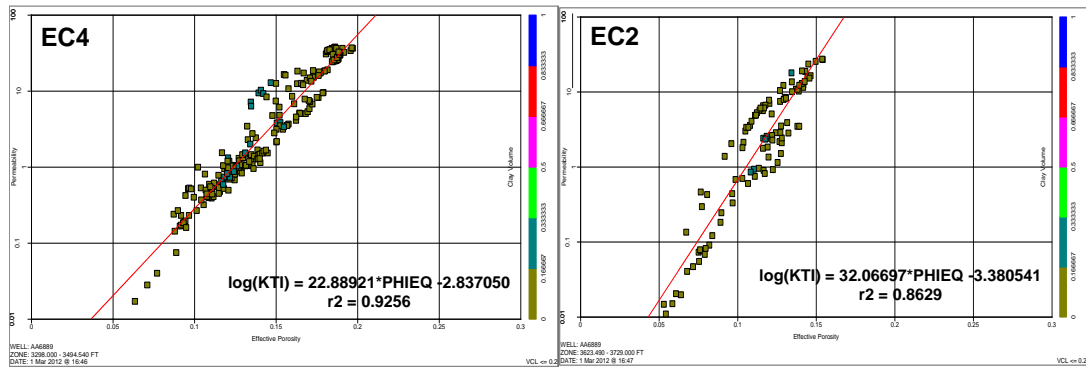 EC4
100
10
1
0.1
0.01
Permeability
0
0.05
0.1
0.15
0.2
0.25
0.3
Effective Porosity
log(KTI) = 22.88921*PHIEQ -2.837050
r2 = 0.9256
1
0.833333
0.666667
0.5
0.333333
0.166667
0
Clay Volume
WELL: AA6889
ZONE: 3298.000 - 3494.540 FT
DATE: 1 Mar 2012 @ 16:46
VCL <= 0.2
EC2
100
10
1
0.1
0.01
Permeability
0
0.05
0.1
0.15
0.2
0.25
0.3
Effective Porosity
log(KTI) = 32.06697*PHIEQ -3.380541
r2 = 0.8629
1
0.833333
0.666667
0.5
0.333333
0.166667
0
Clay Volume
WELL: AA6889
ZONE: 3623.490 - 3729.000 FT
DATE: 1 Mar 2012 @ 16:47
VCL <= 0.2